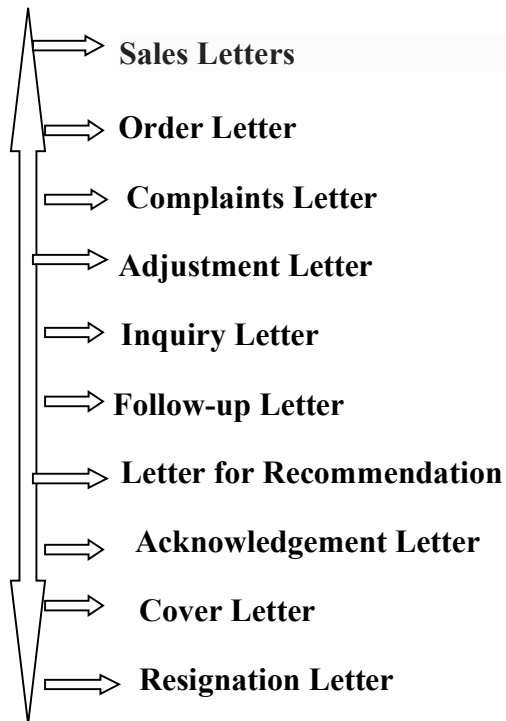 Sales Letters
Order Letter
Complaints Letter
Adjustment Letter
Inquiry Letter
Follow-up Letter
Letter for Recommendation
Acknowledgement Letter
Cover Letter
Resignation Letter